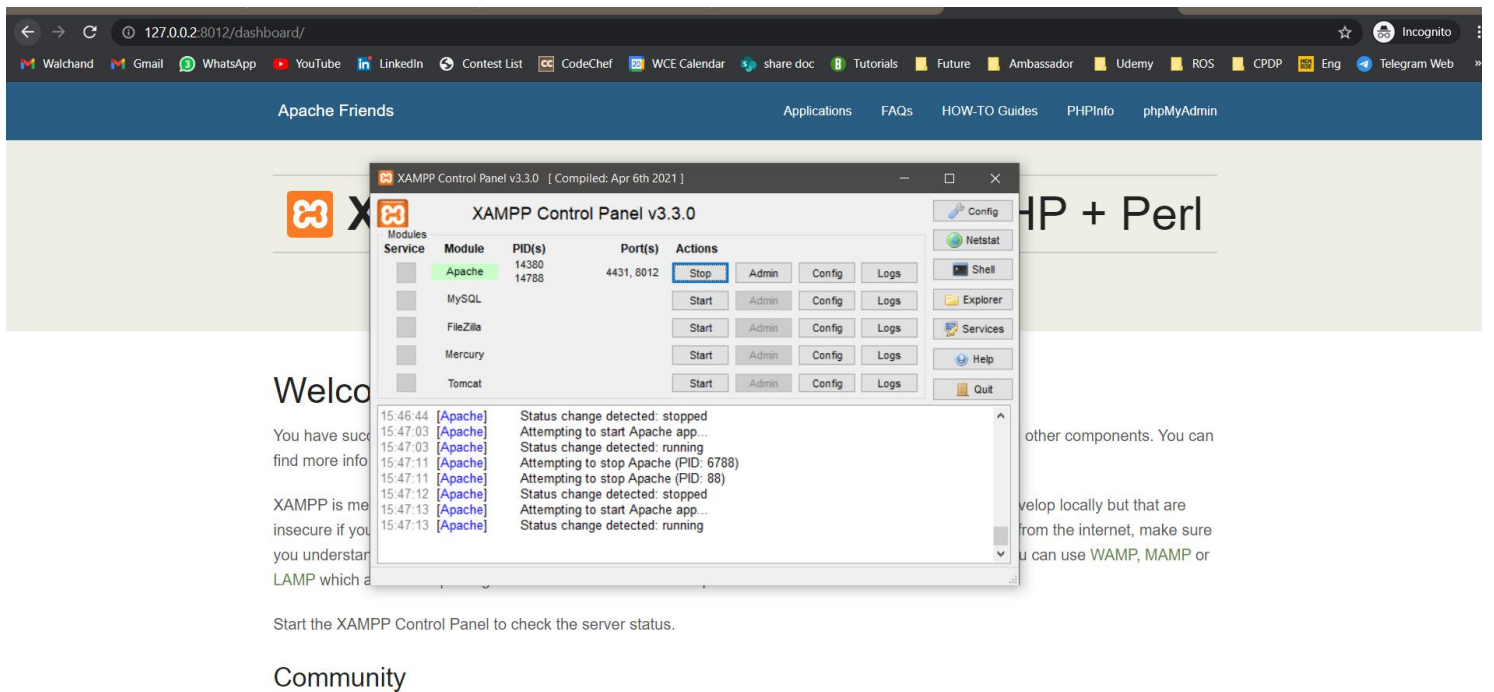 127.0.0.2:8012/dashboard/
Incognito
Walchand Gmail WhatsApp YouTube LinkedIn Contest List CodeChef WCE Calendar share doc Tutorials Future Ambassador Udemy ROS CPDP Eng Telegram Web »
Apache Friends Applications FAQs HOW-TO Guides PHPInfo phpMyAdmin
XAMPP Control Panel v3.3.0 [ Compiled: Apr 6th 2021 ]
X HP + Perl
XAMPP Control Panel v3.3.0 Config
Modules
Service Module PID(s) Port(s) Actions Netstat
Apache 14380 14788 4431, 8012 Stop Admin Config Logs Shell
MySQL Start Admin Config Logs Explorer
FileZilla Start Admin Config Logs Services
Mercury Start Admin Config Logs Help
Tomcat Start Admin Config Logs Quit
Welco
15:46:44 [Apache] Status change detected: stopped
15:47:03 [Apache] Attempting to start Apache app...
15:47:03 [Apache] Status change detected: running
15:47:11 [Apache] Attempting to stop Apache (PID: 6788)
15:47:11 [Apache] Attempting to stop Apache (PID: 88)
15:47:12 [Apache] Status change detected: stopped
15:47:13 [Apache] Attempting to start Apache app...
15:47:13 [Apache] Status change detected: running
You have succ other components. You can
find more info
XAMPP is me velop locally but that are
insecure if you from the internet, make sure
you understan u can use WAMP, MAMP or
LAMP which a
Start the XAMPP Control Panel to check the server status.
Community